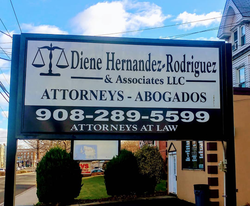 Diene Hernandez-Rodriguez
& Associates LLC
ATTORNEYS - ABOGADOS
908-289-5599
ATTORNEYS AT LAW